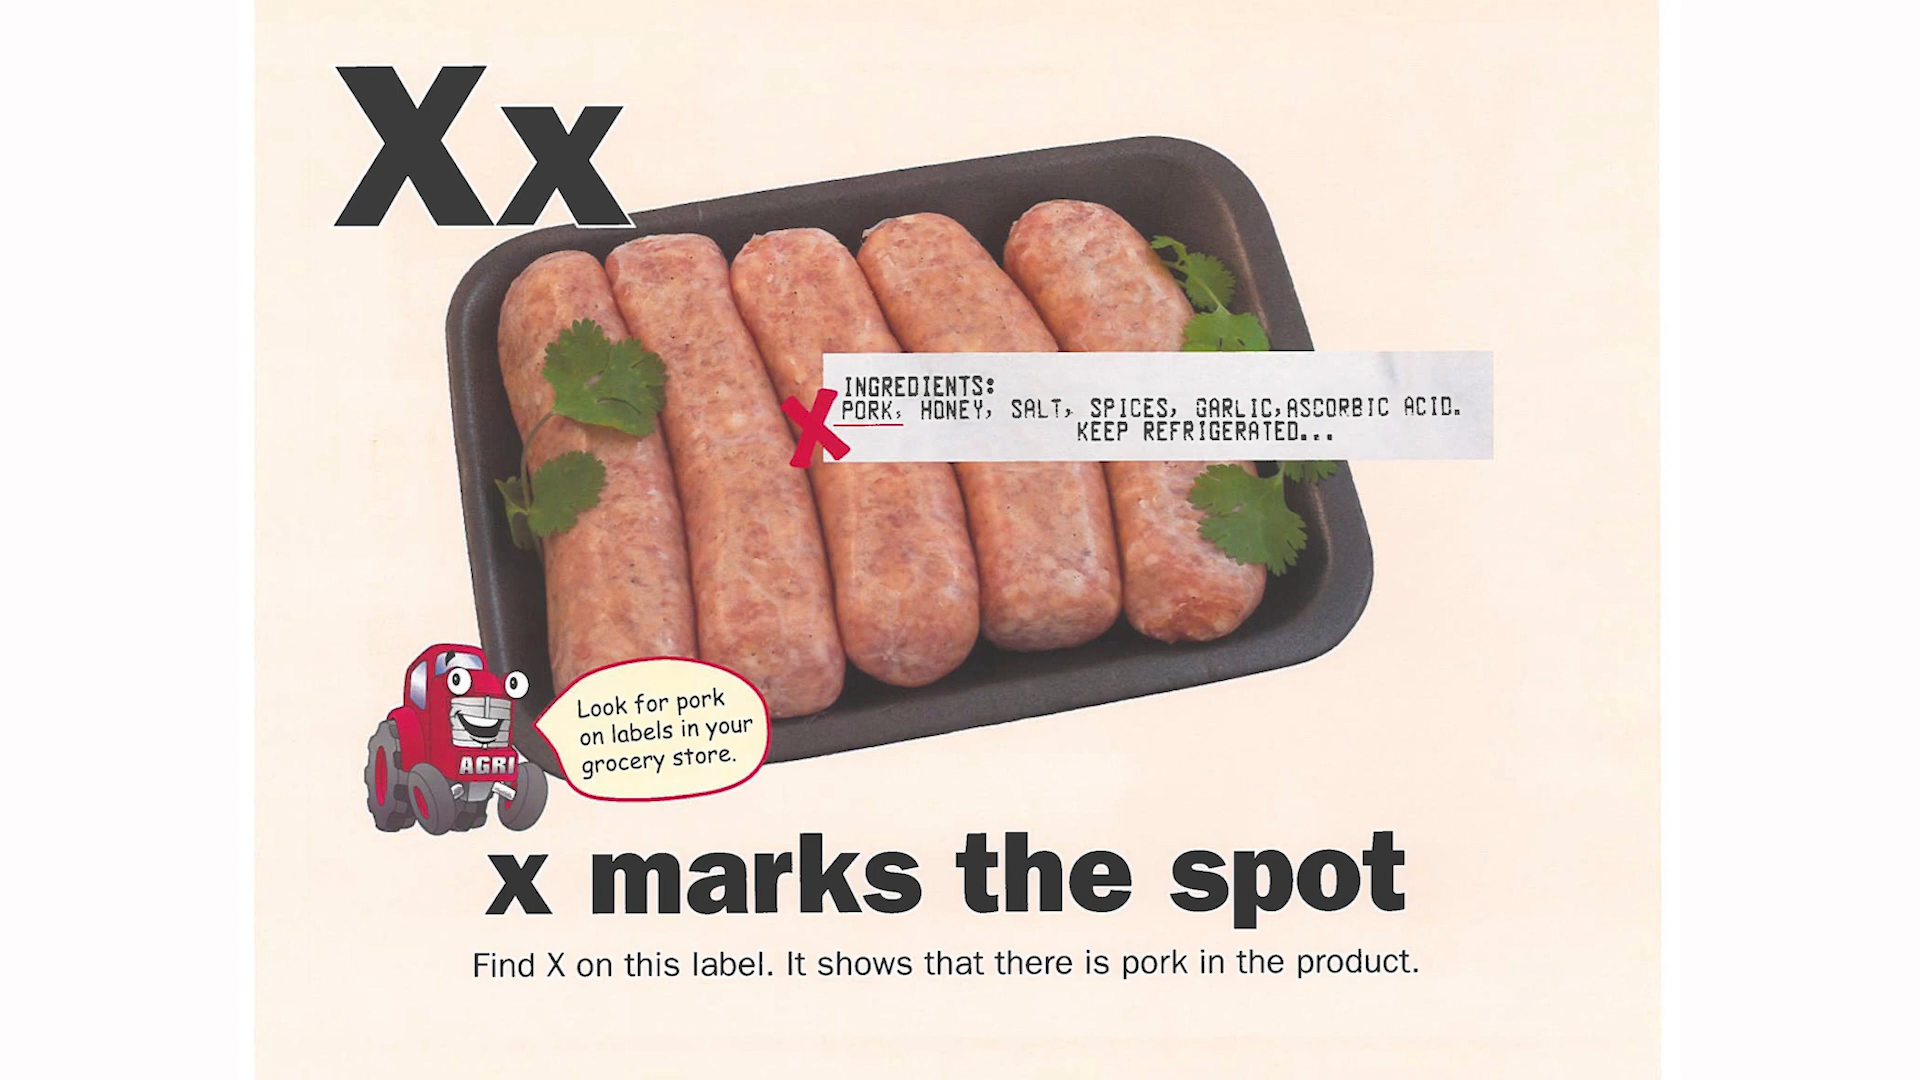 Xx
INGREDIENTS:
PORK, HONEY, SALT, SPICES, GARLIC, ASCORBIC ACID.
KEEP REFRIGERATED...
Look for pork
on labels in your
grocery store.
AGRI
x marks the spot
Find X on this label. It shows that there is pork in the product.